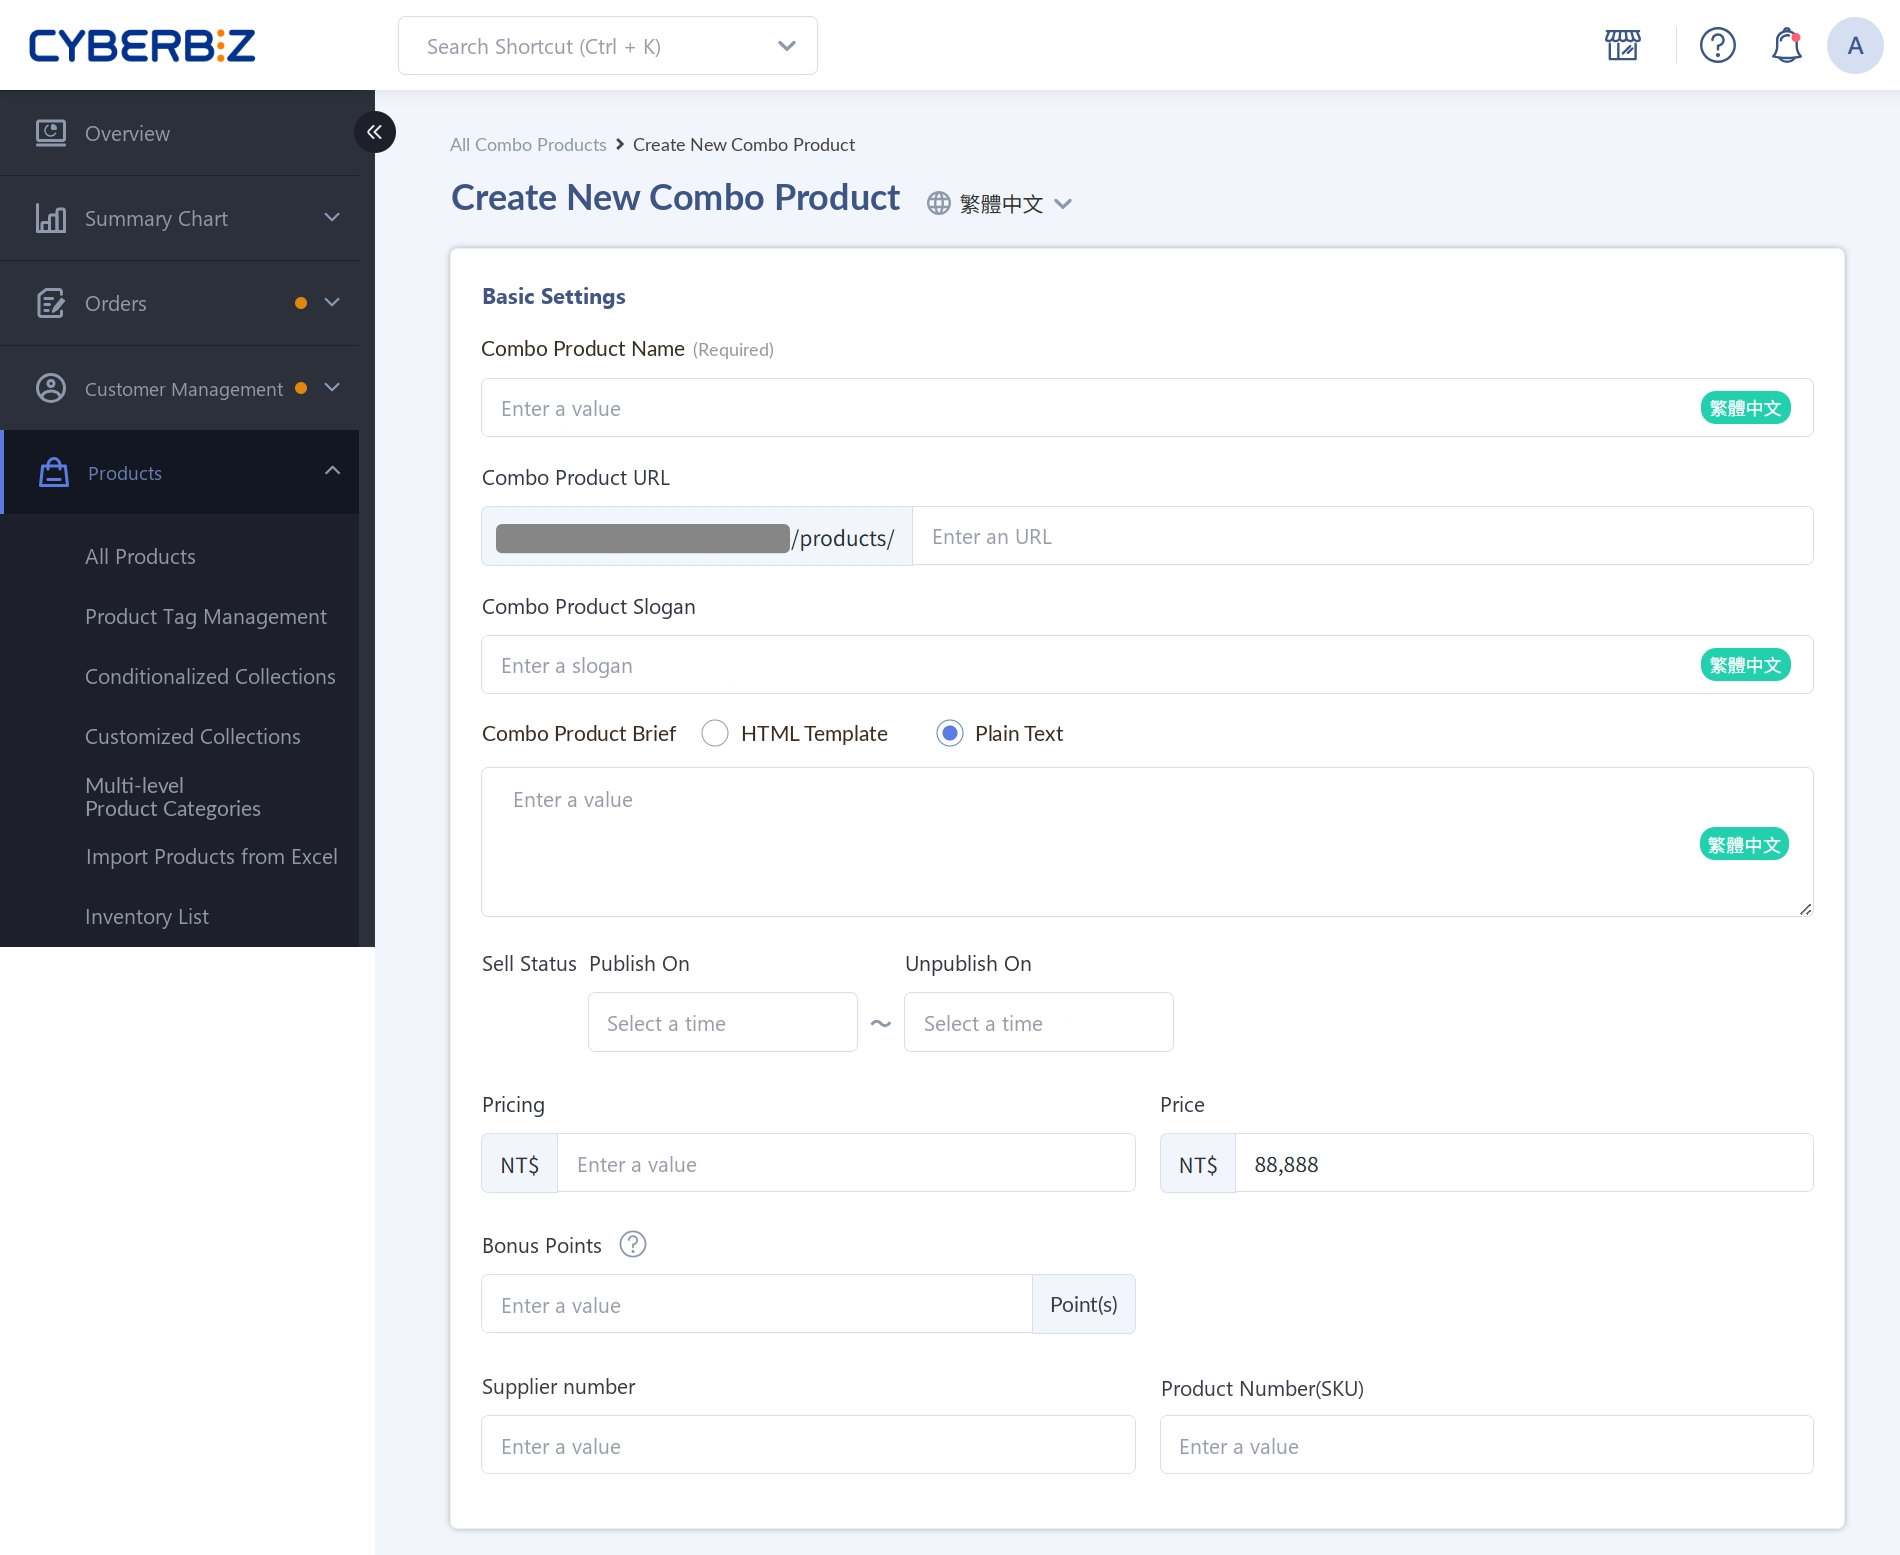 CYBERBIZ
Search Shortcut (Ctrl + K)
A
Overview
Summary Chart
Orders
Customer Management
Products
All Products
Product Tag Management
Conditionalized Collections
Customized Collections
Multi-level
Product Categories
Import Products from Excel
Inventory List
All Combo Products > Create New Combo Product
Create New Combo Product 繁體中文
Basic Settings
Combo Product Name (Required)
Enter a value 繁體中文
Combo Product URL
/products/ Enter an URL
Combo Product Slogan
Enter a slogan 繁體中文
Combo Product Brief HTML Template Plain Text
Enter a value
繁體中文
Sell Status Publish On Unpublish On
Select a time ~ Select a time
Pricing Price
NT$ Enter a value NT$ 88,888
Bonus Points ?
Enter a value Point(s)
Supplier number Product Number(SKU)
Enter a value Enter a value